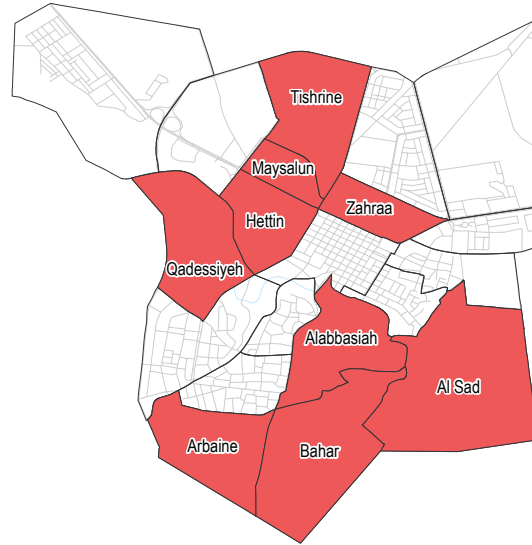 Tishrine
Maysalun
Zahraa
Hettin
Qadessiyeh
Alabbasiah
Al Sad
Arbaine
Bahar